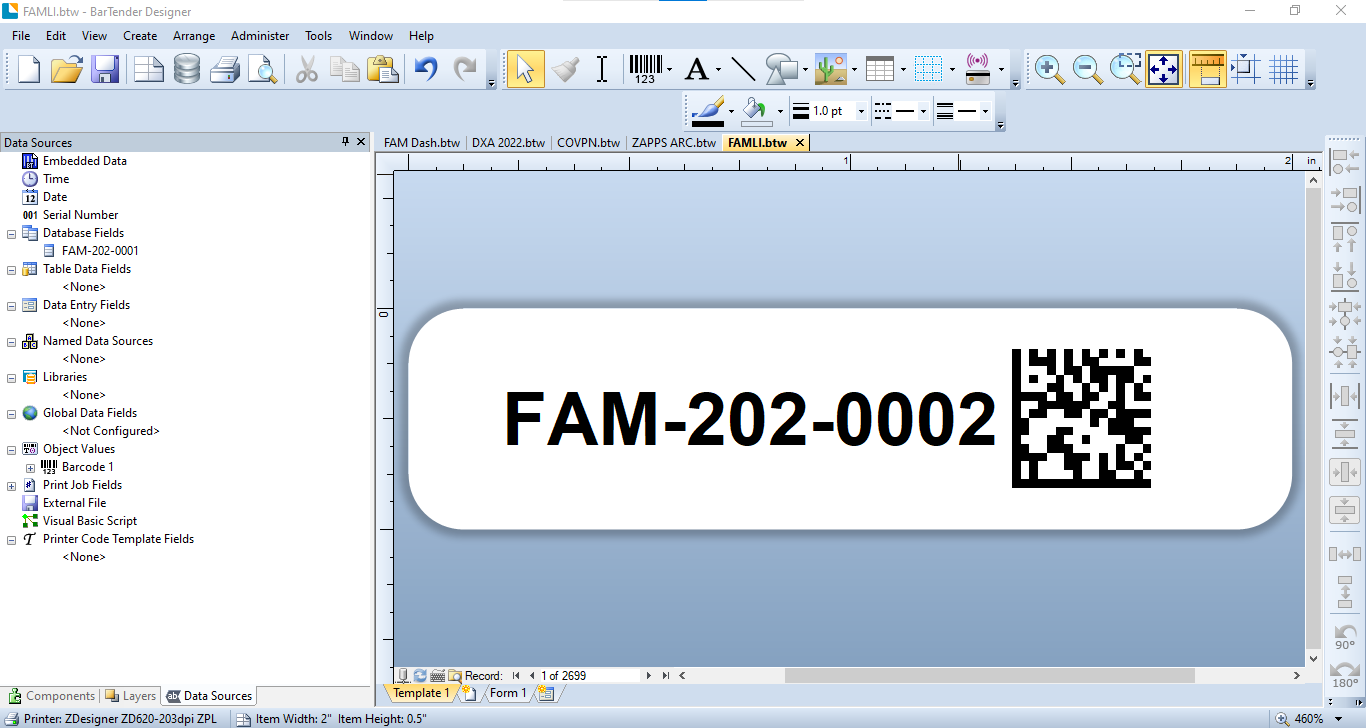 FAMLI.btw - BarTender Designer
File Edit View Create Arrange Administer Tools Window Help
123 A
1.0 pt
Data Sources
FAM Dash.btw DXA 2022.btw COVPN.btw ZAPPS ARC.btw FAMLI.btw
1 2 in
0
Embedded Data
Time
12 Date
001 Serial Number
Database Fields
FAM-202-0001
Table Data Fields
<None>
Data Entry Fields
<None>
Named Data Sources
<None>
Libraries
<None>
Global Data Fields
<Not Configured>
Object Values
123 Barcode 1
Print Job Fields
External File
Visual Basic Script
T Printer Code Template Fields
<None>
FAM-202-0002
90°
180°
Record: 1 of 2699
Components Layers ab Data Sources
Template 1 Form 1
Printer: ZDesigner ZD620-203dpi ZPL Item Width: 2" Item Height: 0.5" 460%